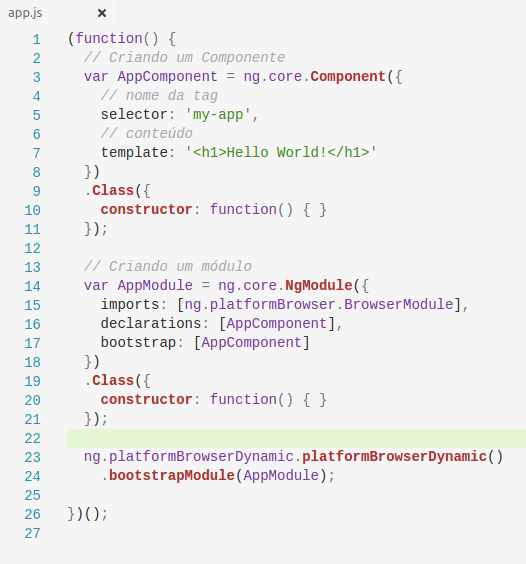 app.js ×
1 (function() {
2   // Criando um Componente
3   var AppComponent = ng.core.Component({
4     // nome da tag
5     selector: 'my-app',
6     // conteúdo
7     template: '<h1>Hello World!</h1>'
8   })
9   .Class({
10     constructor: function() { }
11   });
12
13   // Criando um módulo
14   var AppModule = ng.core.NgModule({
15     imports: [ng.platformBrowser.BrowserModule],
16     declarations: [AppComponent],
17     bootstrap: [AppComponent]
18   })
19   .Class({
20     constructor: function() { }
21   });
22
23   ng.platformBrowserDynamic.platformBrowserDynamic()
24     .bootstrapModule(AppModule);
25
26 })();
27